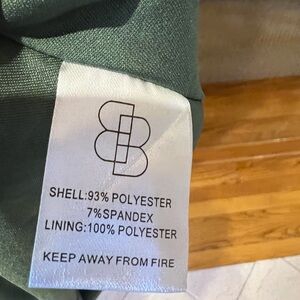 SHELL:93% POLYESTER
7%SPANDEX
LINING:100% POLYESTER
KEEP AWAY FROM FIRE